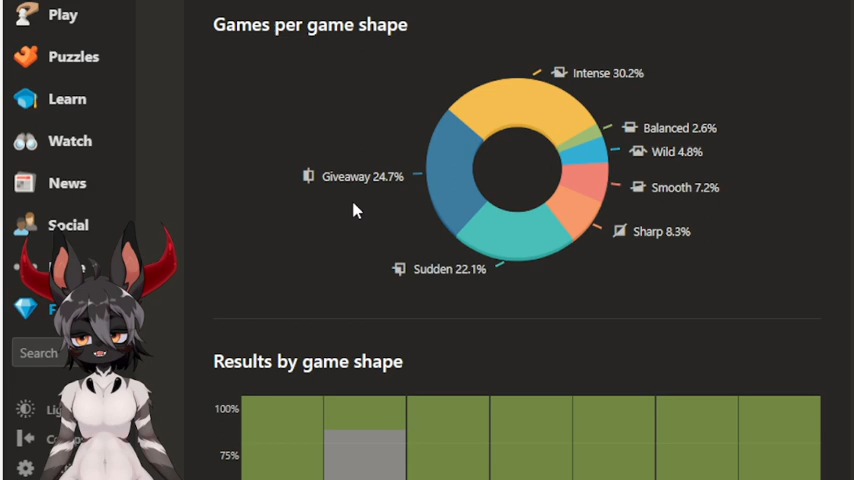 Play
Puzzles
Learn
Watch
News
Social
Search
Games per game shape
Intense 30.2%
Balanced 2.6%
Wild 4.8%
Giveaway 24.7%
Smooth 7.2%
Sharp 8.3%
Sudden 22.1%
Results by game shape
100%
75%